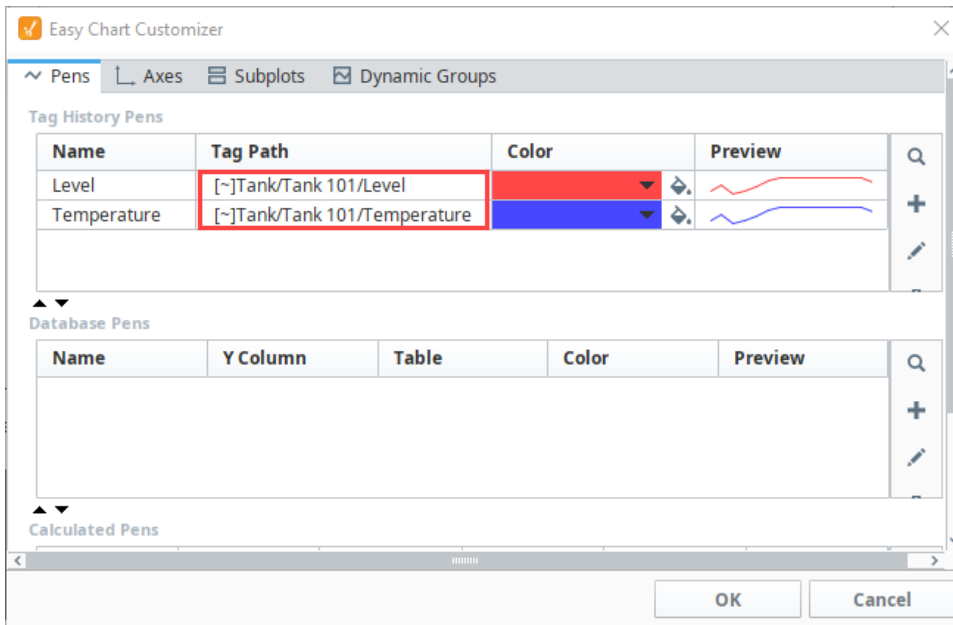 Easy Chart Customizer
Pens Axes Subplots Dynamic Groups
Tag History Pens
Name Tag Path Color Preview
Level [~]Tank/Tank 101/Level
Temperature [~]Tank/Tank 101/Temperature
Database Pens
Name Y Column Table Color Preview
Calculated Pens
OK Cancel